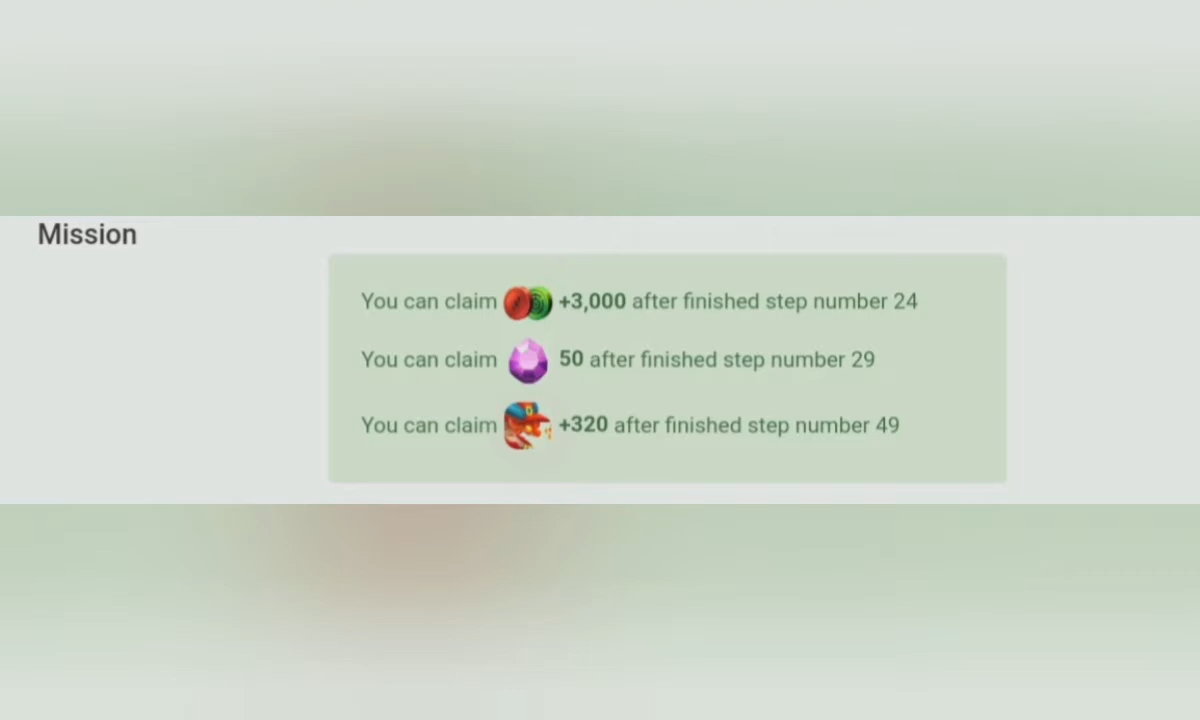 Mission
You can claim +3,000 after finished step number 24
You can claim 50 after finished step number 29
You can claim +320 after finished step number 49